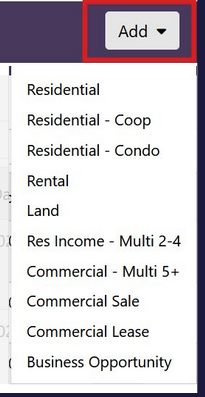 Add
Residential
Residential - Coop
Residential - Condo
Rental
Land
Res Income - Multi 2-4
Commercial - Multi 5+
Commercial Sale
Commercial Lease
Business Opportunity